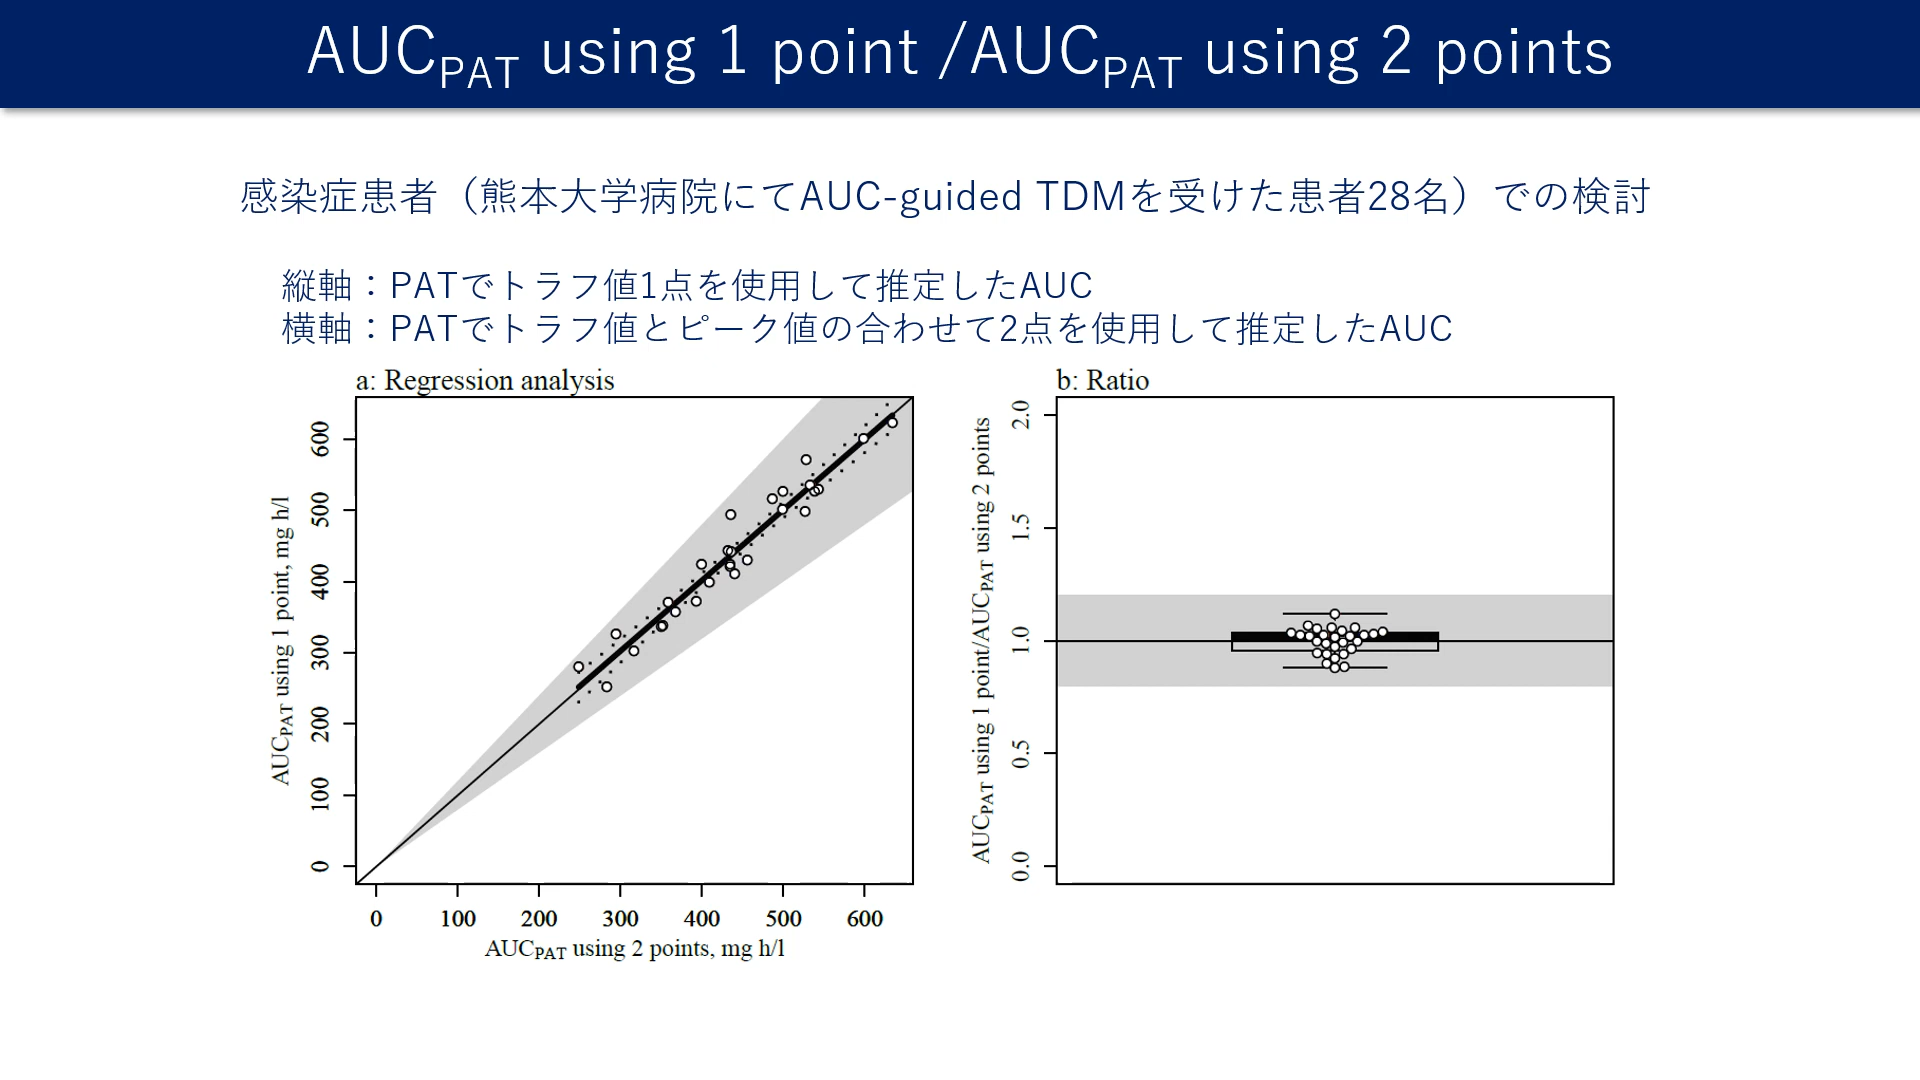 AUCPAT using 1 point /AUCPAT using 2 points
感染症患者（熊本大学病院にてAUC-guided TDMを受けた患者28名）での検討
縦軸：PATでトラフ値1点を使用して推定したAUC
横軸：PATでトラフ値とピーク値の合わせて2点を使用して推定したAUC
a: Regression analysis
AUCPAT using 1 point, mg h/l
600
500
400
300
200
100
0
0 100 200 300 400 500 600
AUCPAT using 2 points, mg h/l
b: Ratio
AUCPAT using 1 point/AUCPAT using 2 points
2.0
1.5
1.0
0.5
0.0